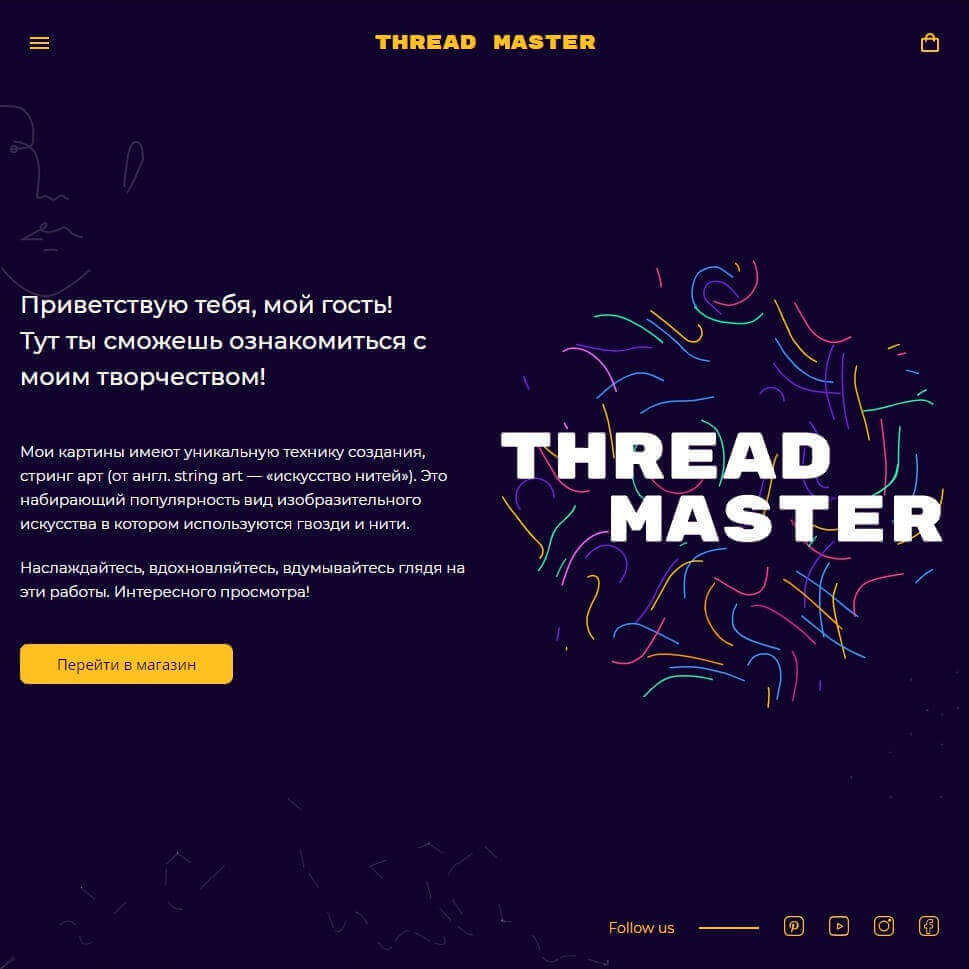 THREAD MASTER
Приветствую тебя, мой гость!
Тут ты сможешь ознакомиться с
моим творчеством!
Мои картины имеют уникальную технику создания,
стринг арт (от англ. string art — «искусство нитей»). Это
набирающий популярность вид изобразительного
искусства в котором используются гвозди и нити.
Наслаждайтесь, вдохновляйтесь, вдумывайтесь глядя на
эти работы. Интересного просмотра!
Перейти в магазин
THREAD
MASTER
Follow us